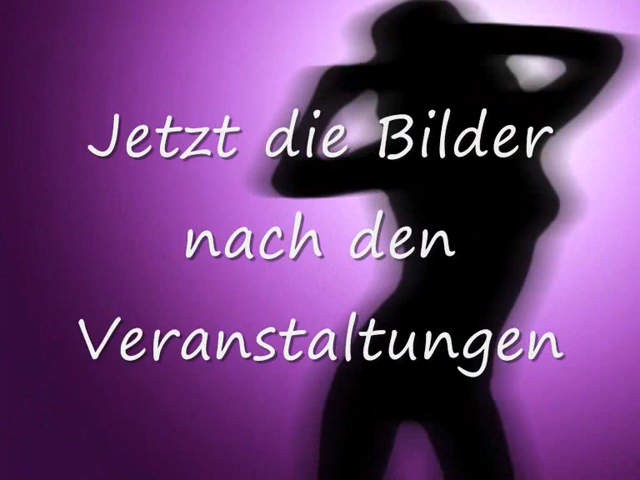 Jetzt die Bilder
nach den
Veranstaltungen